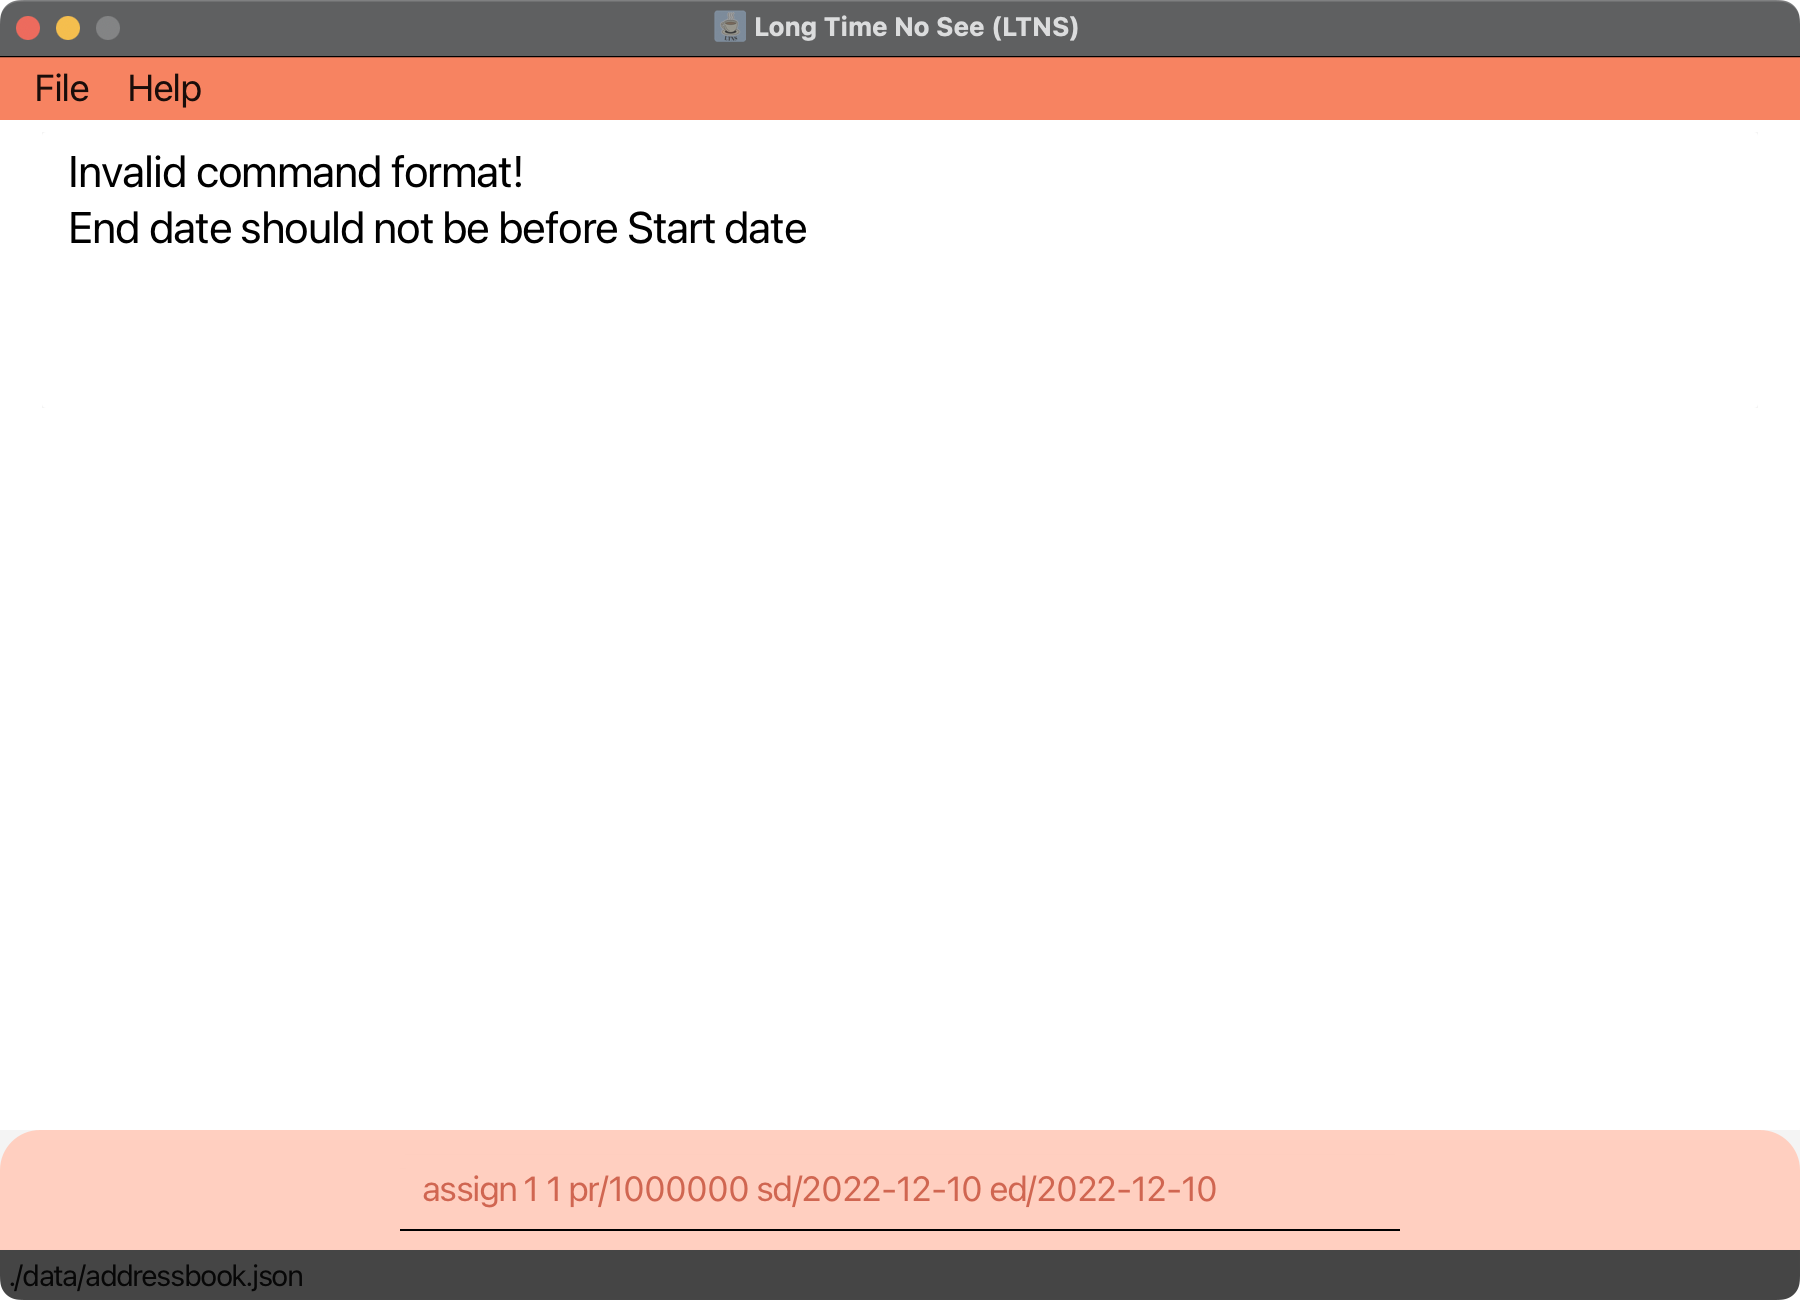 Long Time No See (LTNS)
File Help
Invalid command format!
End date should not be before Start date
assign 1 1 pr/1000000 sd/2022-12-10 ed/2022-12-10
./data/addressbook.json